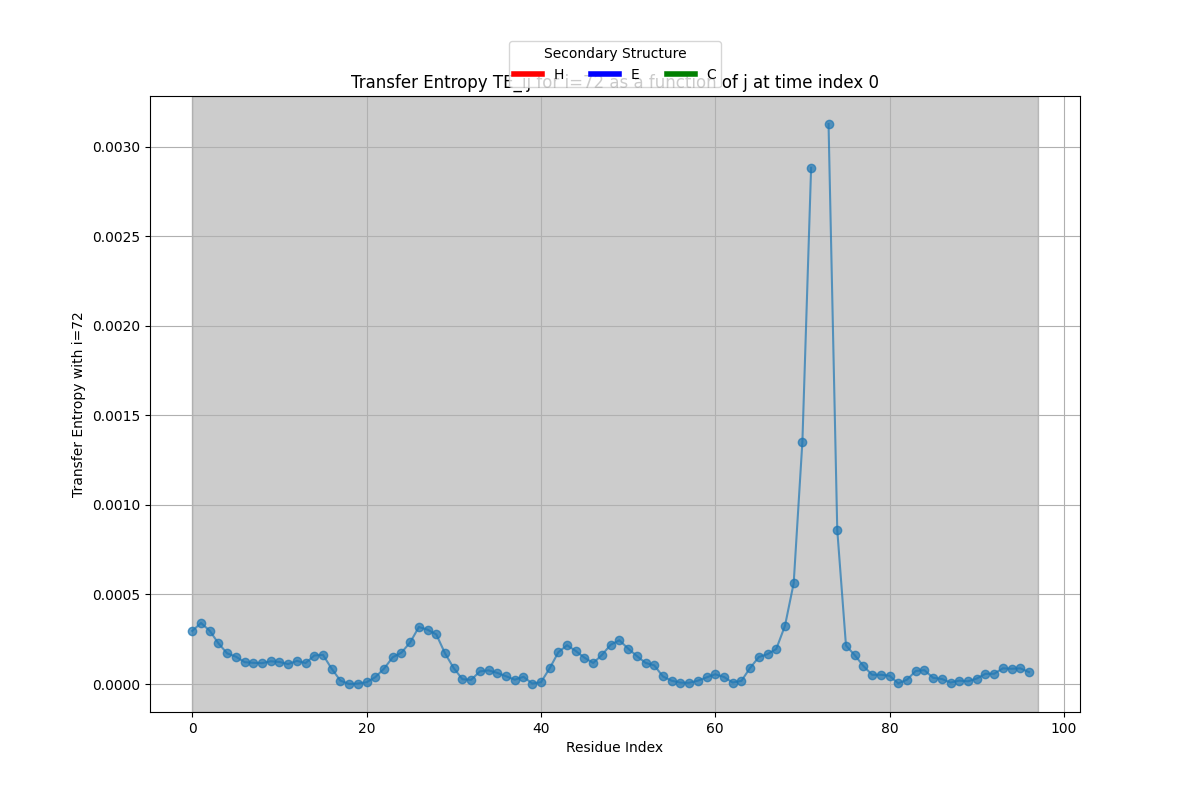 Secondary Structure
H E C
Transfer Entropy TE_ij for i=72 as a function of j at time index 0
0.0030
0.0025
0.0020
0.0015
0.0010
0.0005
0.0000
Transfer Entropy with i=72
0 20 40 60 80 100
Residue Index